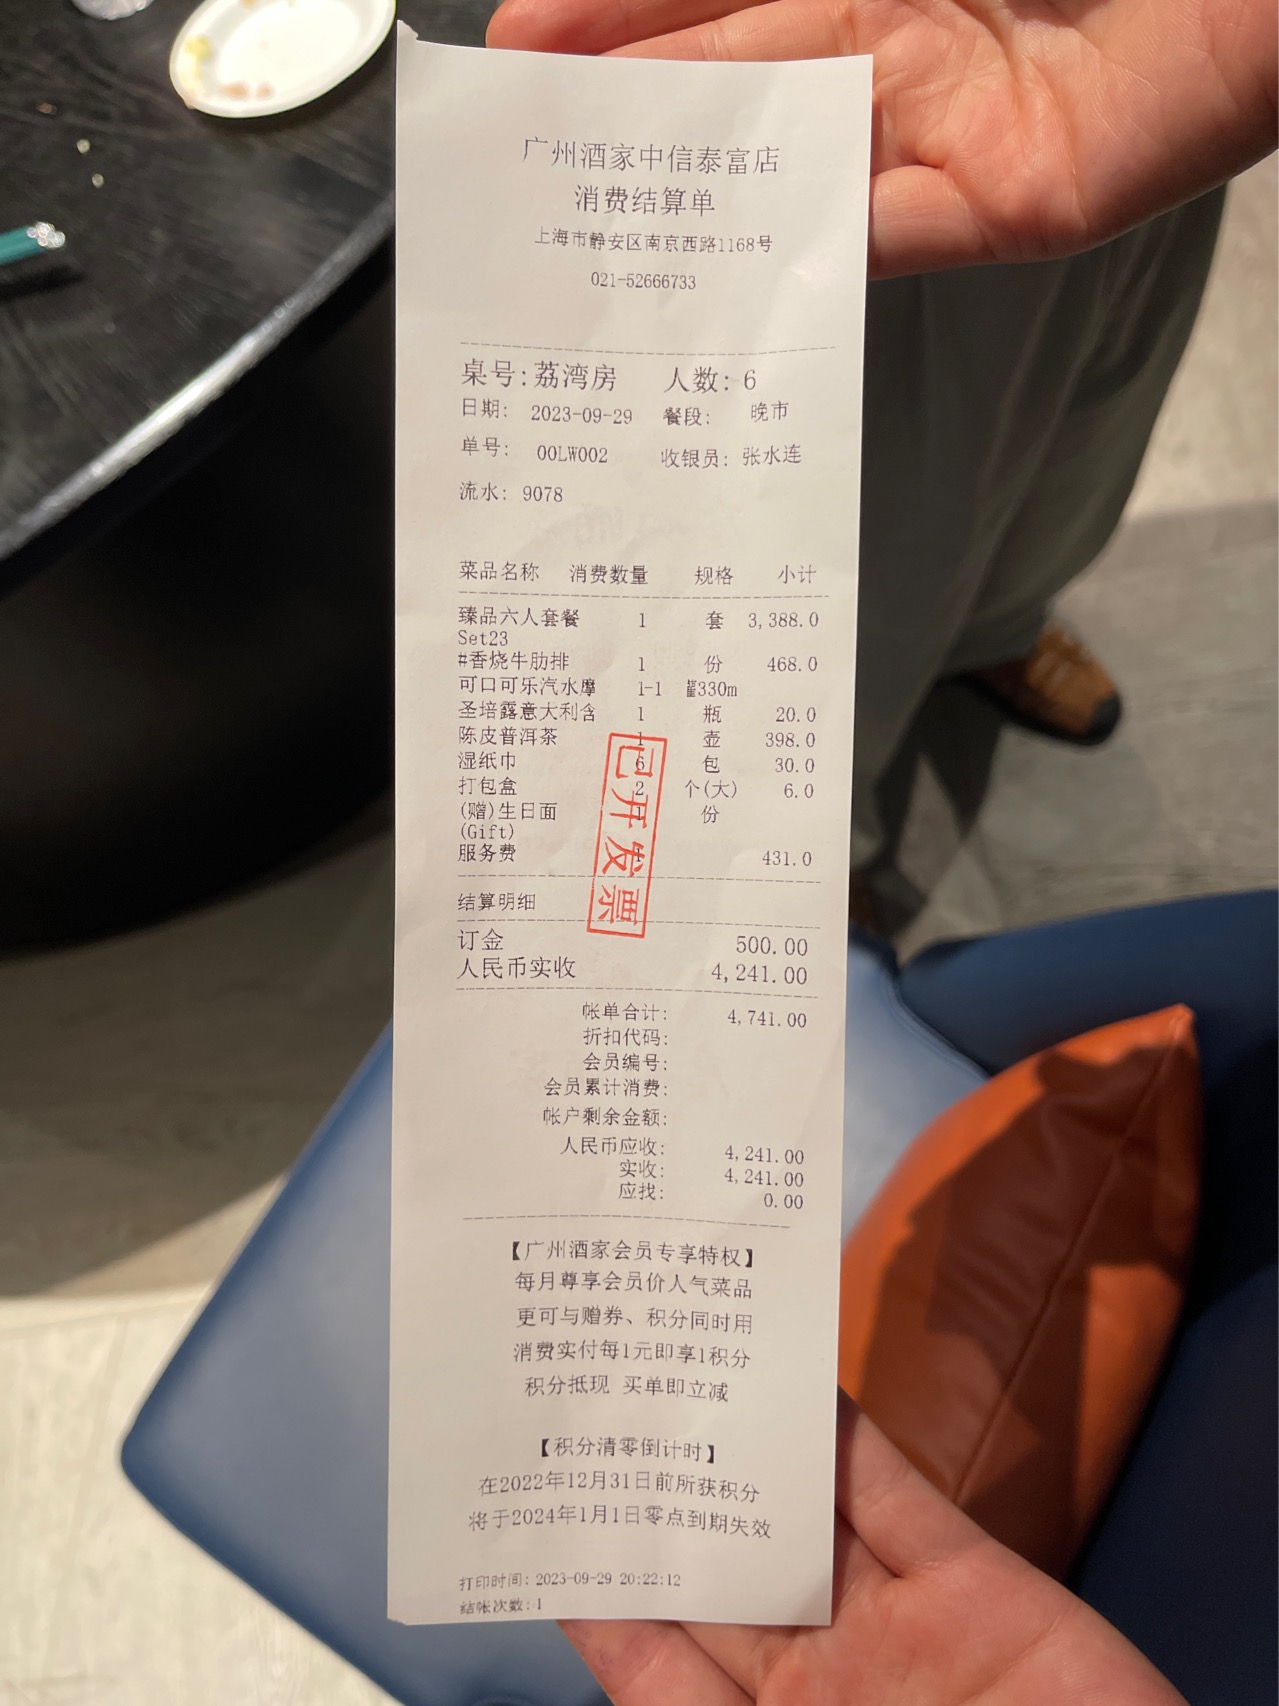 广州酒家中信泰富店
消费结算单
上海市静安区南京西路1168号
021-52666733
桌号:荔湾房 人数: 6
日期: 2023-09-29 餐段: 晚市
单号: 00LW002 收银员: 张水连
流水: 9078
菜品名称 消费数量 规格 小计
臻品六人套餐 1 套 3,388.0
Set23
#香烧牛肋排 1 份 468.0
可口可乐汽水摩 1-1 330m
圣培露意大利含 1 瓶 20.0
陈皮普洱茶 1 壶 398.0
湿纸巾 6 包 30.0
打包盒 2 个(大) 6.0
(赠)生日面 1 份
(Gift)
服务费 1 431.0
已开发票
结算明细
订金 500.00
人民币实收 4,241.00
帐单合计: 4,741.00
折扣代码:
会员编号:
会员累计消费:
帐户剩余金额:
人民币应收: 4,241.00
实收: 4,241.00
应找: 0.00
【广州酒家会员专享特权】
每月尊享会员价人气菜品
更可与赠券、积分同时用
消费实付每1元即享1积分
积分抵现 买单即立减
【积分清零倒计时】
在2022年12月31日前所获积分
将于2024年1月1日零点到期失效
打印时间: 2023-09-29 20:22:12
结帐次数: 1